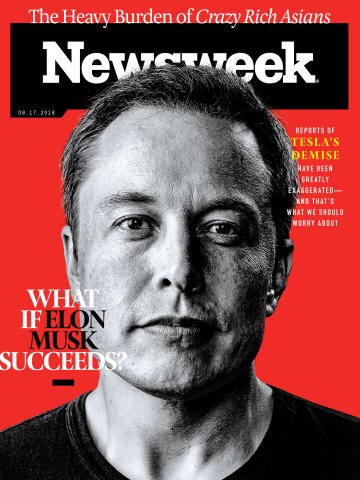 The Heavy Burden of Crazy Rich Asians
Newsweek
08.17.2018
REPORTS OF
TESLA'S
DEMISE
HAVE BEEN
GREATLY
EXAGGERATED—
AND THAT'S
WHAT WE SHOULD
WORRY ABOUT
WHAT
IF ELON
MUSK
SUCCEEDS?